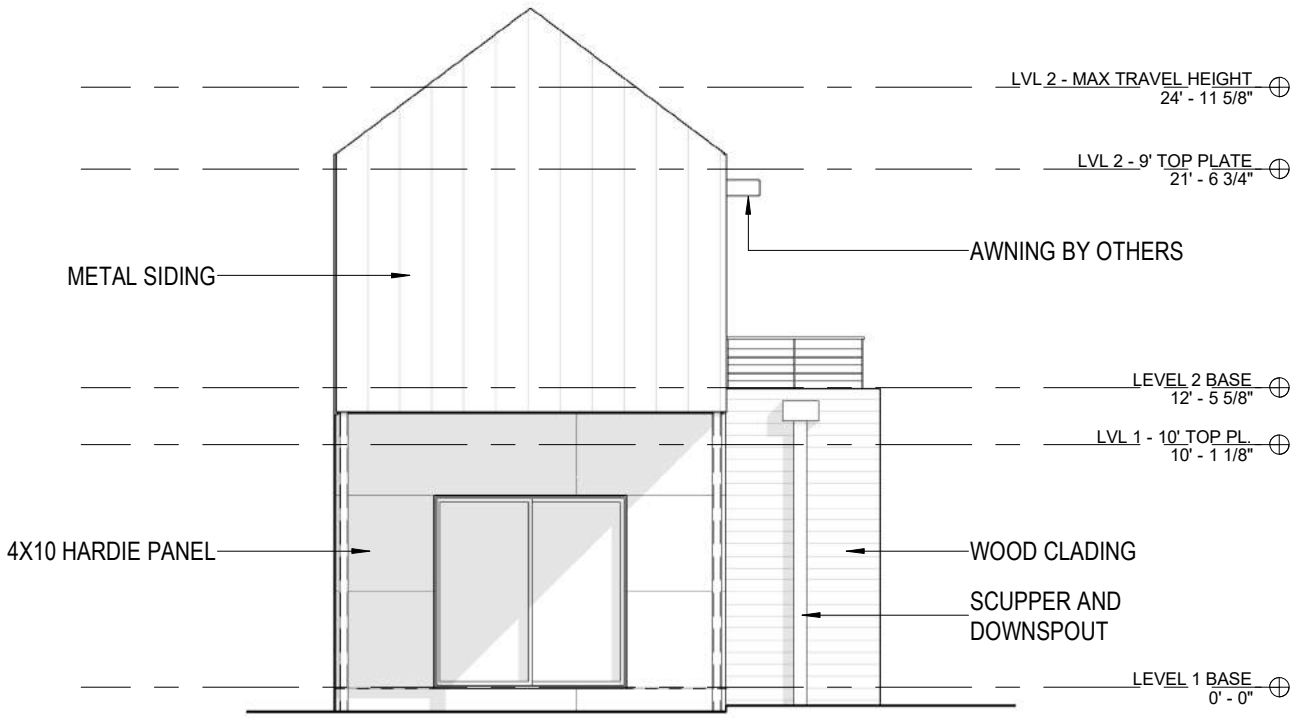 LVL 2 - MAX TRAVEL HEIGHT
24' - 11 5/8"
LVL 2 - 9' TOP PLATE
21' - 6 3/4"
AWNING BY OTHERS
METAL SIDING
LEVEL 2 BASE
12' - 5 5/8"
LVL 1 - 10' TOP PL.
10' - 1 1/8"
4X10 HARDIE PANEL
WOOD CLADING
SCUPPER AND
DOWNSPOUT
LEVEL 1 BASE
0' - 0"